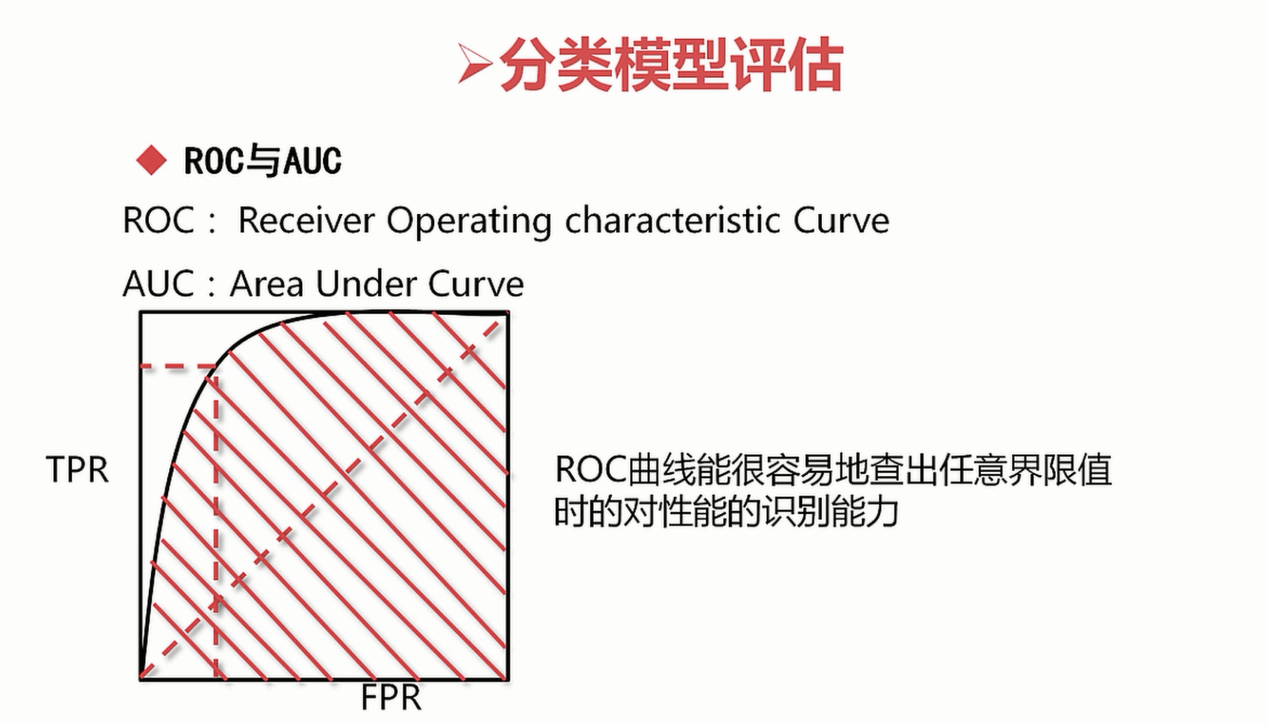 分类模型评估
ROC与AUC
ROC： Receiver Operating characteristic Curve
AUC：Area Under Curve
TPR
ROC曲线能很容易地查出任意界限值
时的对性能的识别能力
FPR